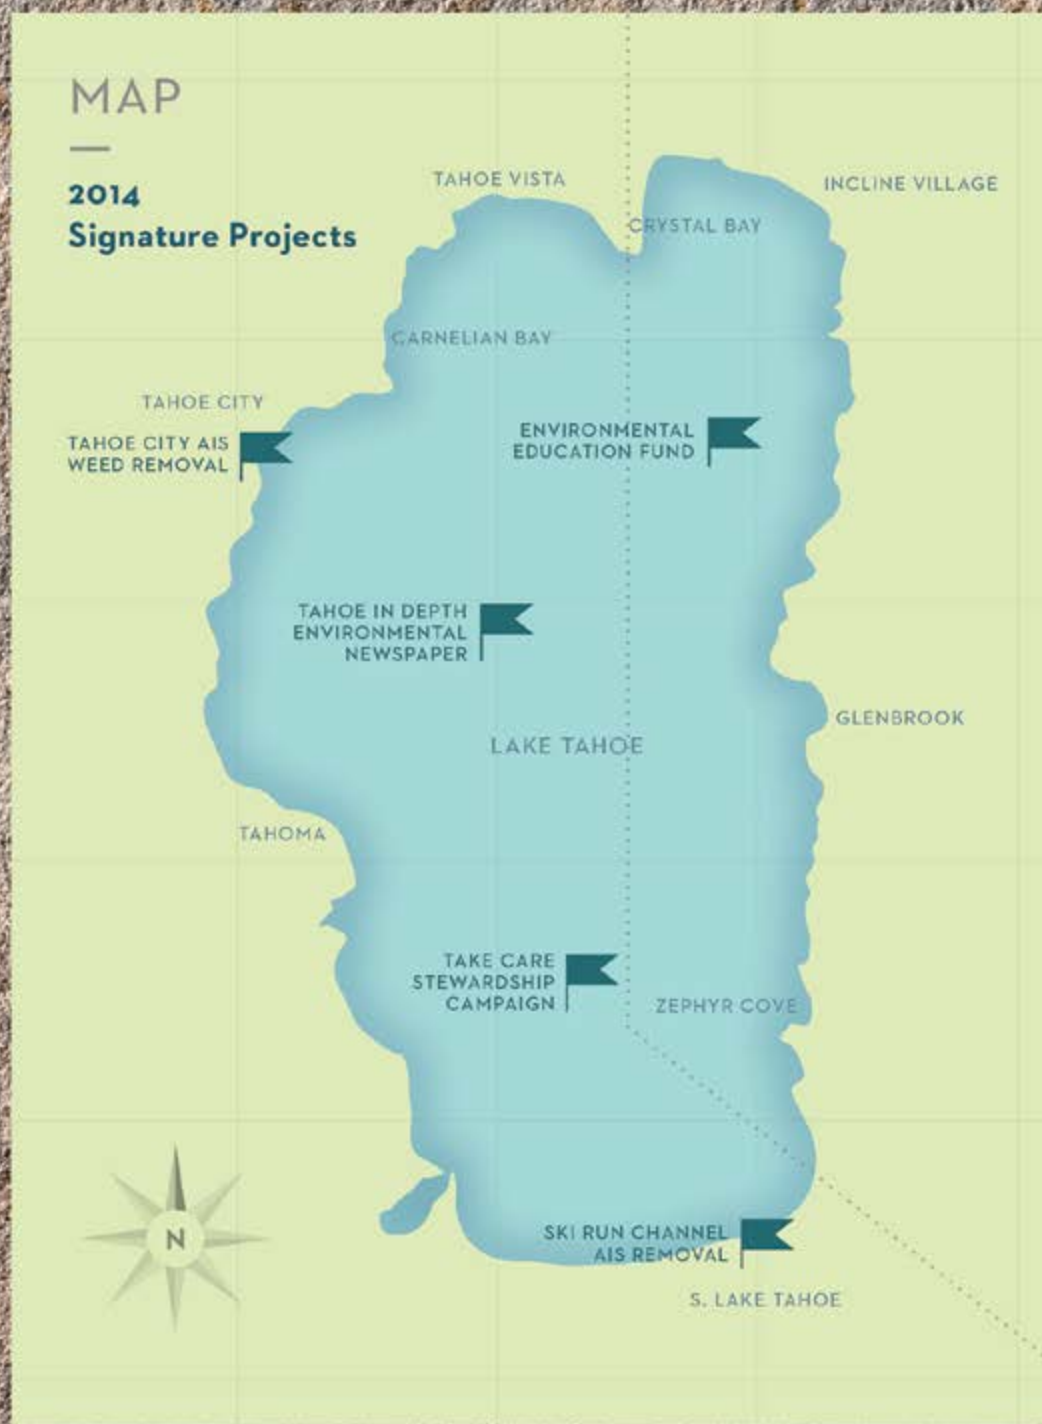 MAP
2014
Signature Projects
TAHOE VISTA
INCLINE VILLAGE
CRYSTAL BAY
CARNELIAN BAY
TAHOE CITY
TAHOE CITY AIS
WEED REMOVAL
ENVIRONMENTAL
EDUCATION FUND
TAHOE IN DEPTH
ENVIRONMENTAL
NEWSPAPER
GLENBROOK
LAKE TAHOE
TAHOMA
TAKE CARE
STEWARDSHIP
CAMPAIGN
ZEPHYR COVE
N
SKI RUN CHANNEL
AIS REMOVAL
S. LAKE TAHOE